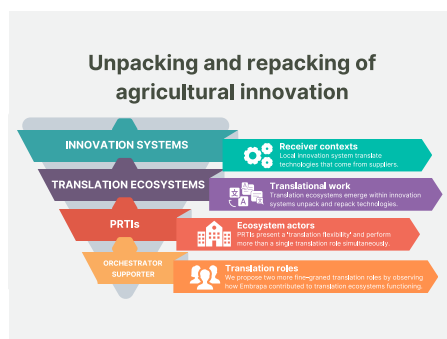 Unpacking and repacking of
agricultural innovation
INNOVATION SYSTEMS
Receiver contexts
Local innovation system translate
technologies that come from suppliers.
TRANSLATION ECOSYSTEMS
Translational work
Translation ecosystems emerge within innovation
systems unpack and repack technologies.
PRTIs
Ecosystem actors
PRTIs present a "translation flexibility" and perform
more than a single translation role simultaneously.
ORCHESTRATOR
SUPPORTER
Translation roles
We propose two more fine-graned translation roles by observing
how Embrapa contributed to translation ecosystems functioning.